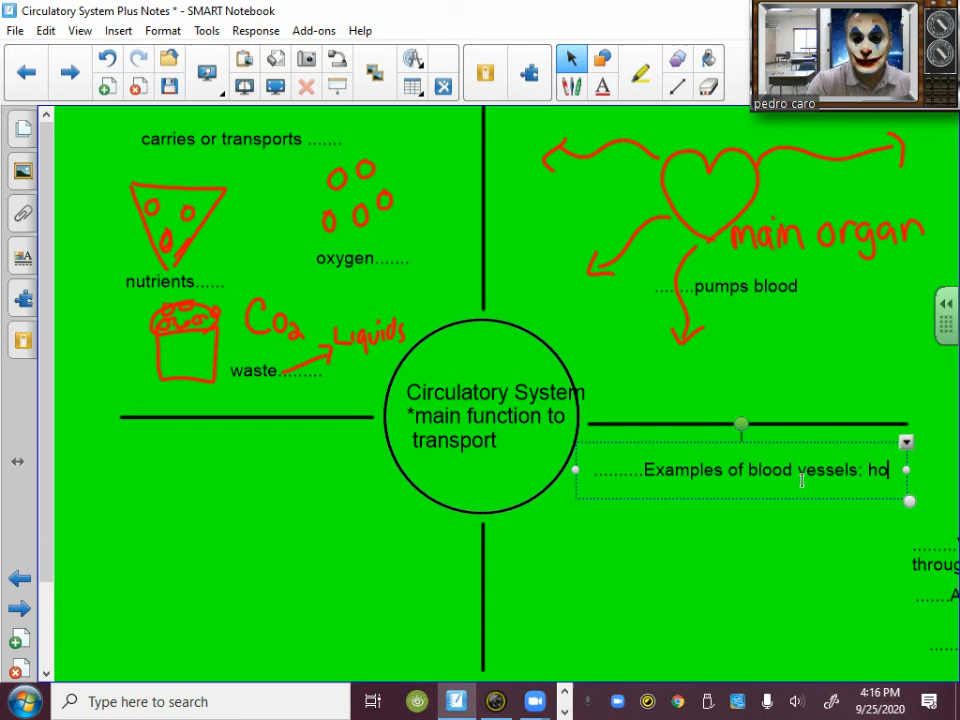 Circulatory System Plus Notes * - SMART Notebook
File Edit View Insert Format Tools Response Add-ons Help
pedro caro
carries or transports .......
main organ
oxygen.......
nutrients......
........pumps blood
CO2
Liquids
waste.........
Circulatory System
*main function to
transport
.........Examples of blood vessels: ho
through
.......A
......
Type here to search
4:16 PM
9/25/2020